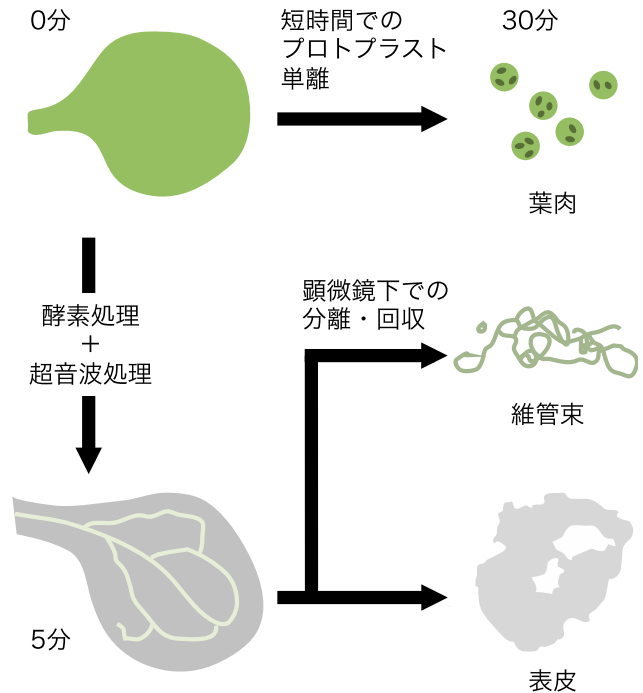 0分
短時間での
プロトプラスト
単離
30分
葉肉
酵素処理
+
超音波処理
顕微鏡下での
分離・回収
維管束
5分
表皮